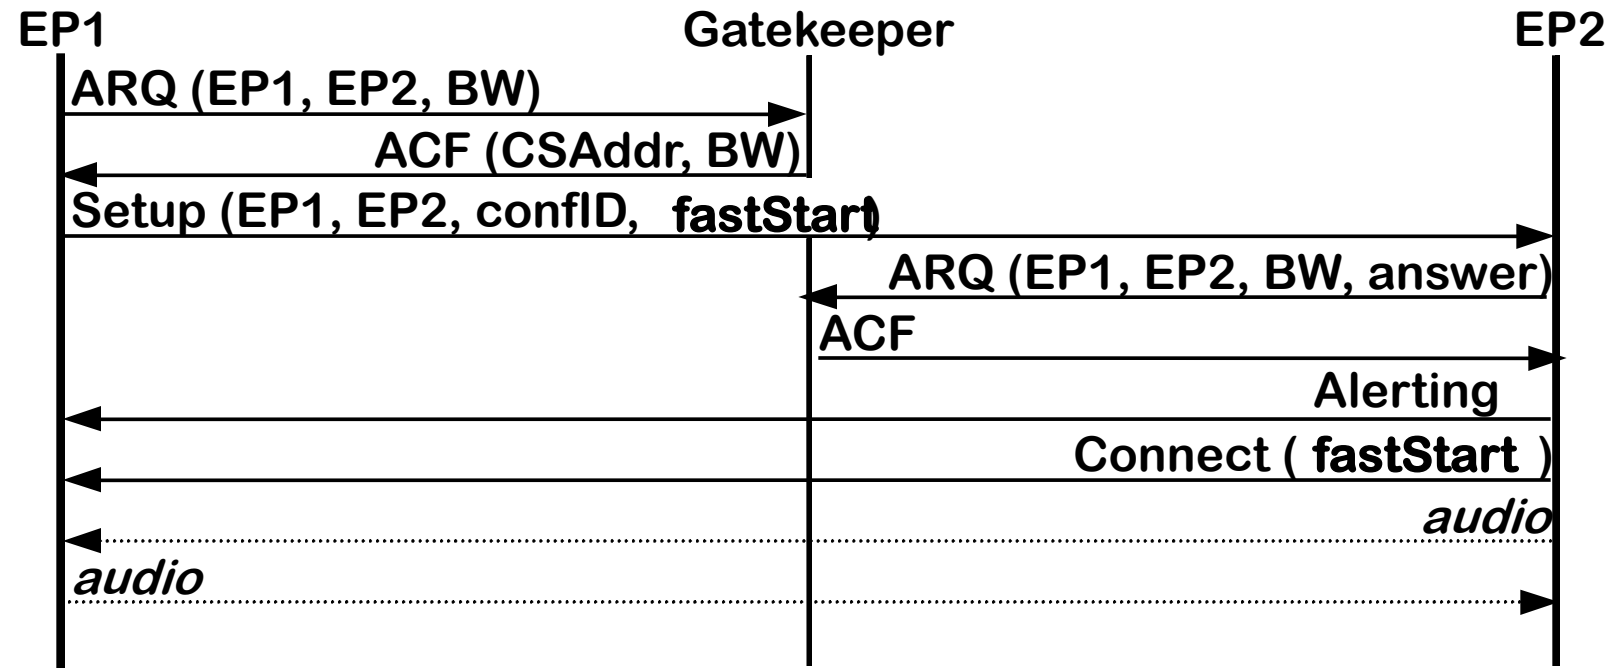 EP1 Gatekeeper EP2
ARQ (EP1, EP2, BW)
ACF (CSAddr, BW)
Setup (EP1, EP2, confID, fastStart)
ARQ (EP1, EP2, BW, answer)
ACF
Alerting
Connect ( fastStart )
audio
audio